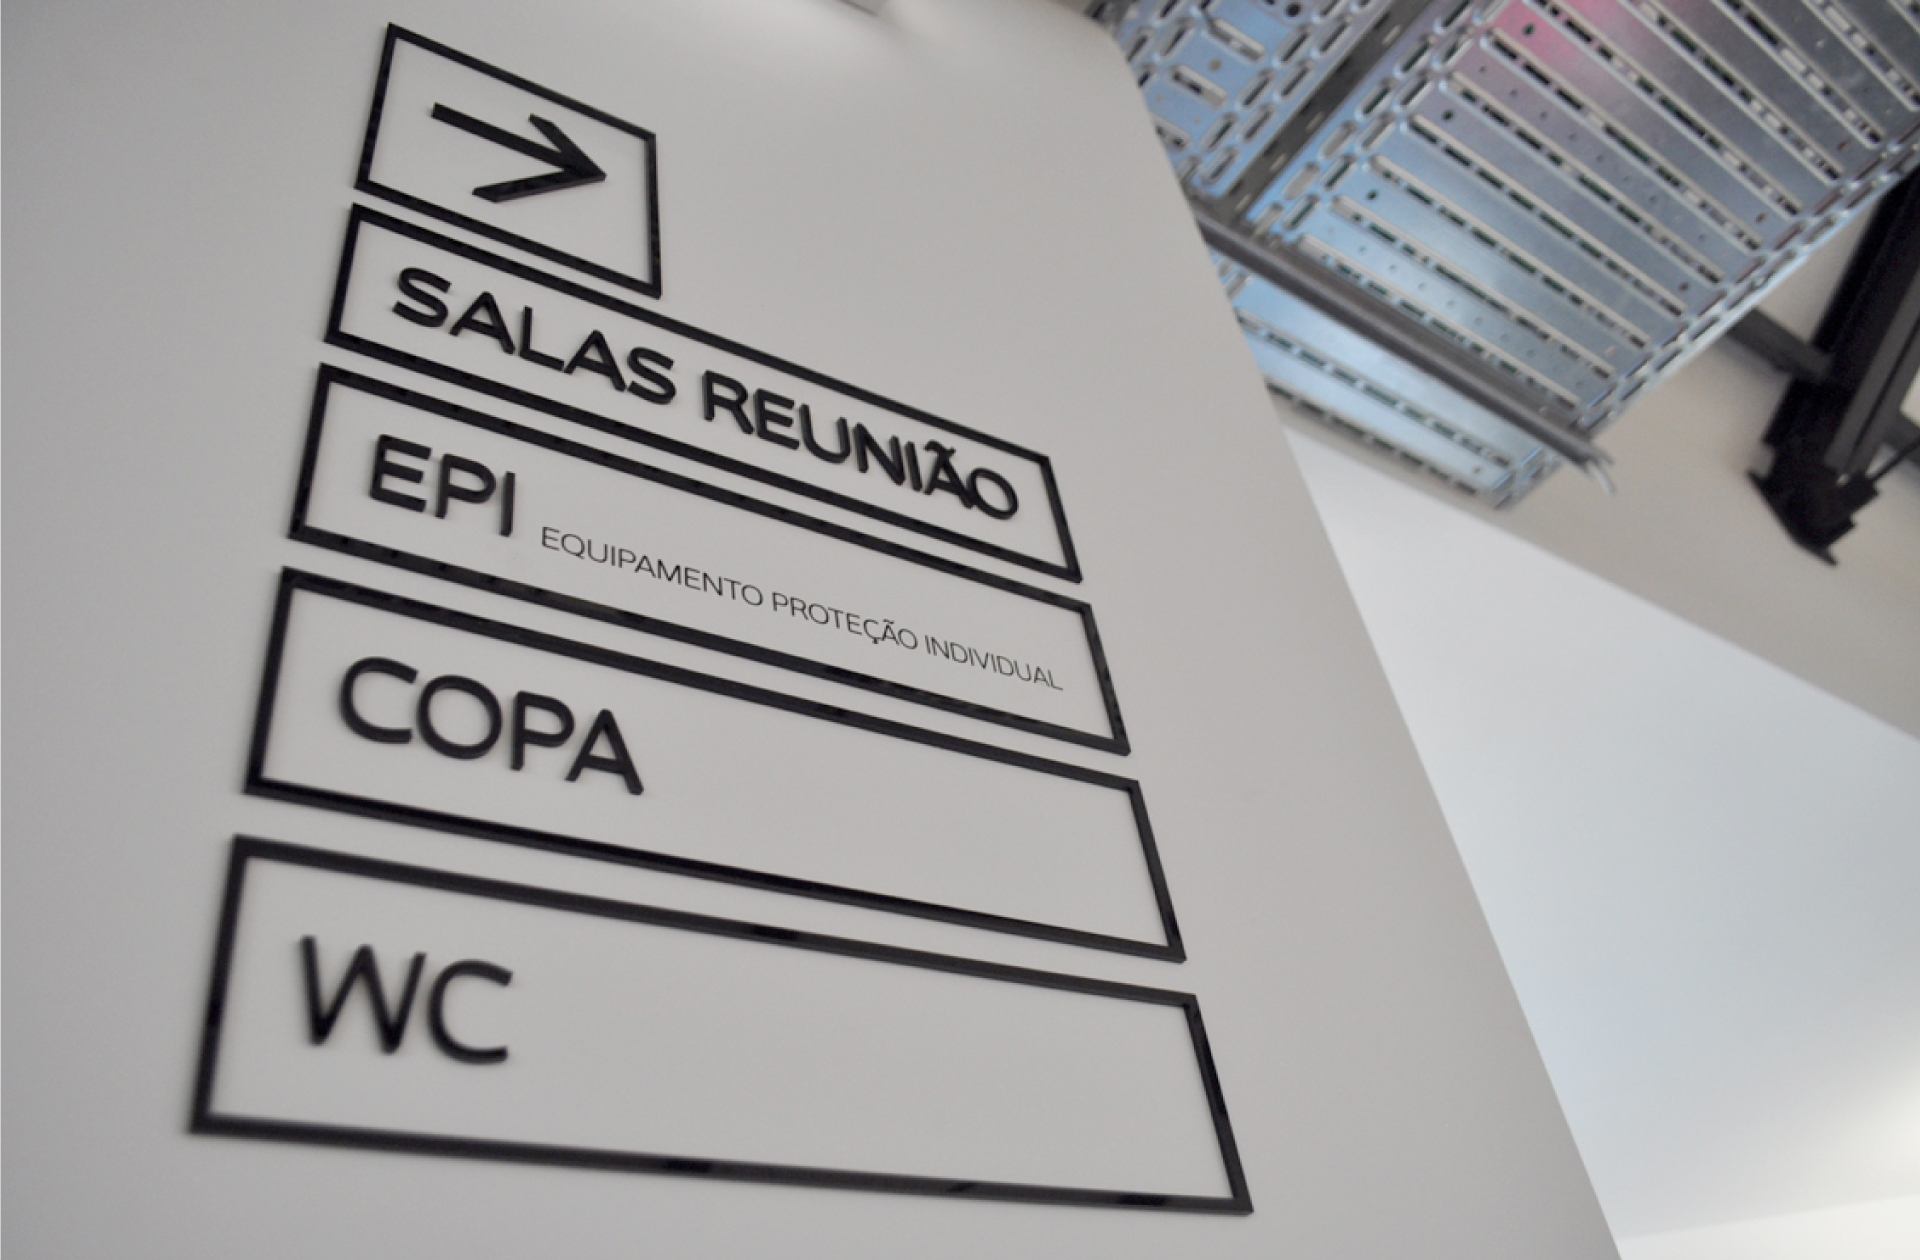 SALAS REUNIÃO
EPI EQUIPAMENTO PROTEÇÃO INDIVIDUAL
COPA
WC